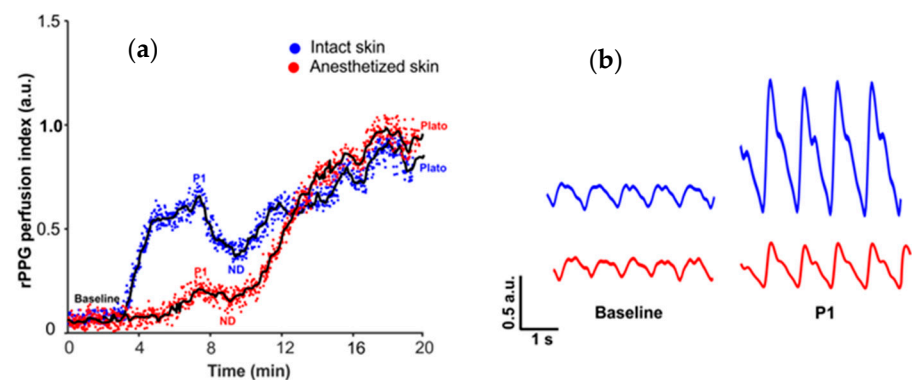 1.5
(a)
Intact skin
Anesthetized skin
(b)
rPPG perfusion index (a.u.)
1.0
Plato
Plato
P1
0.5
ND
P1
Baseline
ND
0
0 4 8 12 16 20
Time (min)
0.5 a.u.
1 s
Baseline
P1